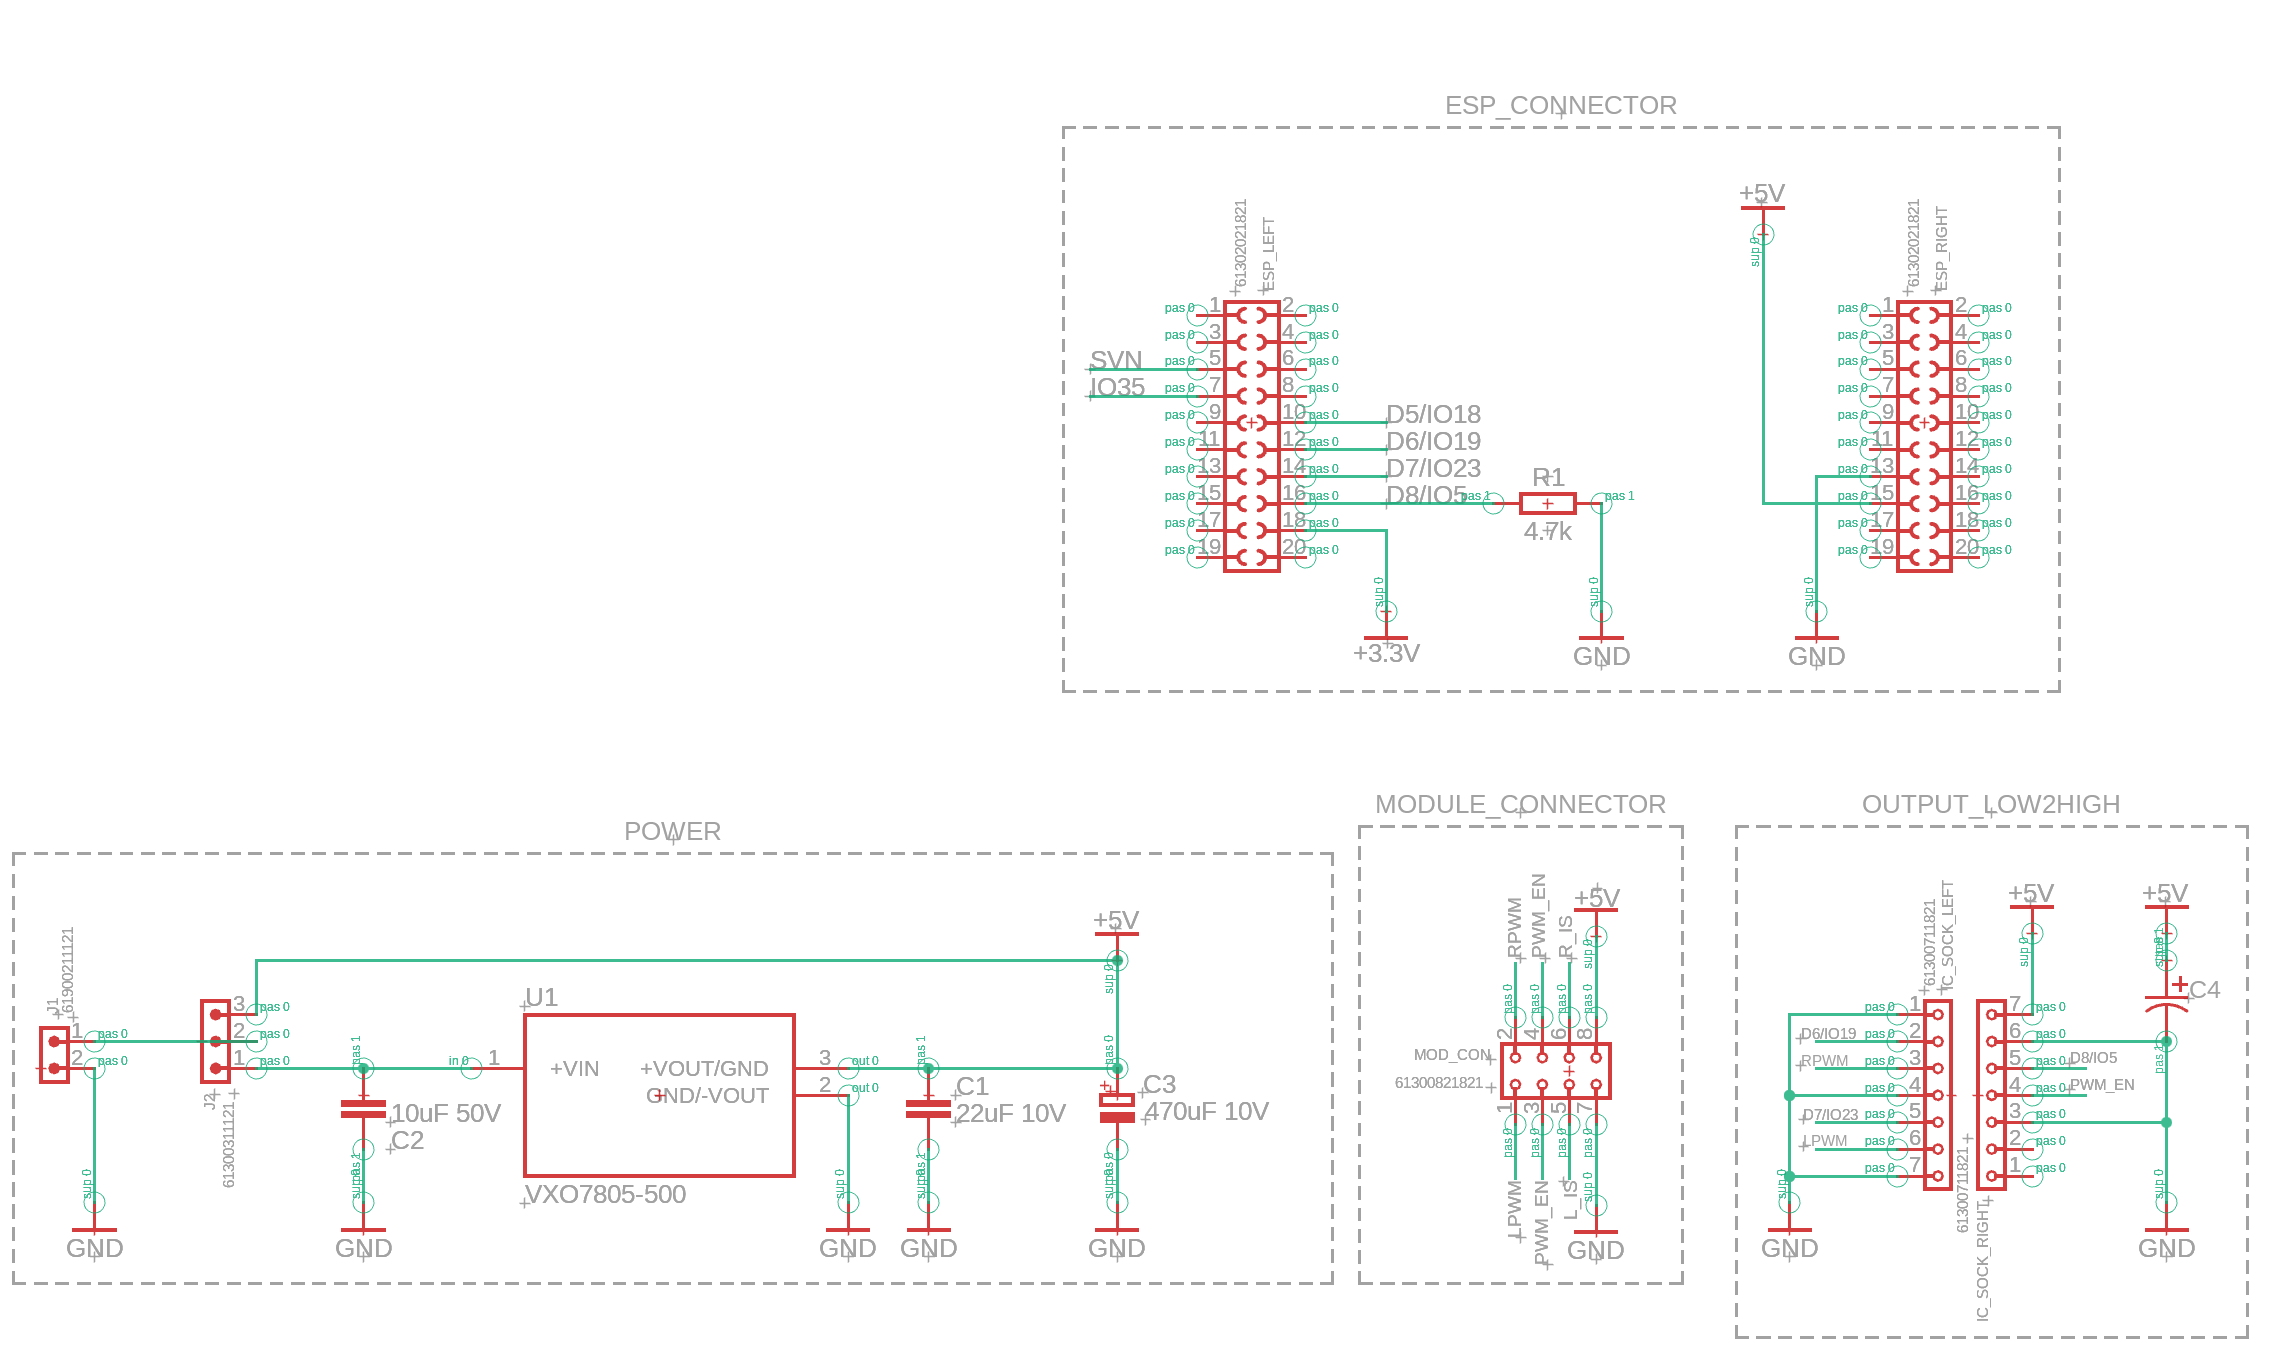 ESP_CONNECTOR
61302021821
ESP_LEFT
pas 0 1 2 pas 0
pas 0 3 4 pas 0
SVN pas 0 5 6 pas 0
IO35 pas 0 7 8 pas 0
pas 0 9 10 pas 0 D5/IO18
pas 0 11 12 pas 0 D6/IO19
pas 0 13 14 pas 0 D7/IO23
pas 0 15 16 pas 0 D8/IO5
pas 0 17 18 pas 0
pas 0 19 20 pas 0
pas 1 R1 pas 1
4.7k
sup 0
+3.3V
sup 0
GND
+5V
sup 0
61302021821
ESP_RIGHT
pas 0 1 2 pas 0
pas 0 3 4 pas 0
pas 0 5 6 pas 0
pas 0 7 8 pas 0
pas 0 9 10 pas 0
pas 0 11 12 pas 0
pas 0 13 14 pas 0
pas 0 15 16 pas 0
pas 0 17 18 pas 0
pas 0 19 20 pas 0
sup 0
GND
POWER
J1
61900211121
1 pas 0
2 pas 0
sup 0
GND
3 pas 0
2 pas 0
1 pas 0
J2
61300311121
pas 1
10uF 50V
C2
GND
U1
in 0 1 +VIN
+VOUT/GND 3 out 0
GND/-VOUT 2 out 0
VXO7805-500
sup 0
GND
pas 1
C1
22uF 10V
GND
+5V
sup 0
pas 0
C3
470uF 10V
GND
MODULE_CONNECTOR
RPWM
PWM_EN
R_IS
+5V
sup 0
pas 0 pas 0 pas 0 pas 0
2 4 6 8
MOD_CON
61300821821
1 3 5 7
pas 0 pas 0 pas 0 pas 0
LPWM
PWM_EN
L_IS
sup 0
GND
OUTPUT_LOW2HIGH
61300711821
IC_SOCK_LEFT
pas 0 1
D6/IO19 pas 0 2
RPWM pas 0 3
pas 0 4
D7/IO23 pas 0 5
LPWM pas 0 6
pas 0 7
sup 0
GND
+5V
sup 0
7 pas 0
6 pas 0
5 pas 0 D8/IO5
4 pas 0 PWM_EN
3 pas 0
2 pas 0
1 pas 0
61300711821
IC_SOCK_RIGHT
+5V
C4
pas 1
sup 0
GND